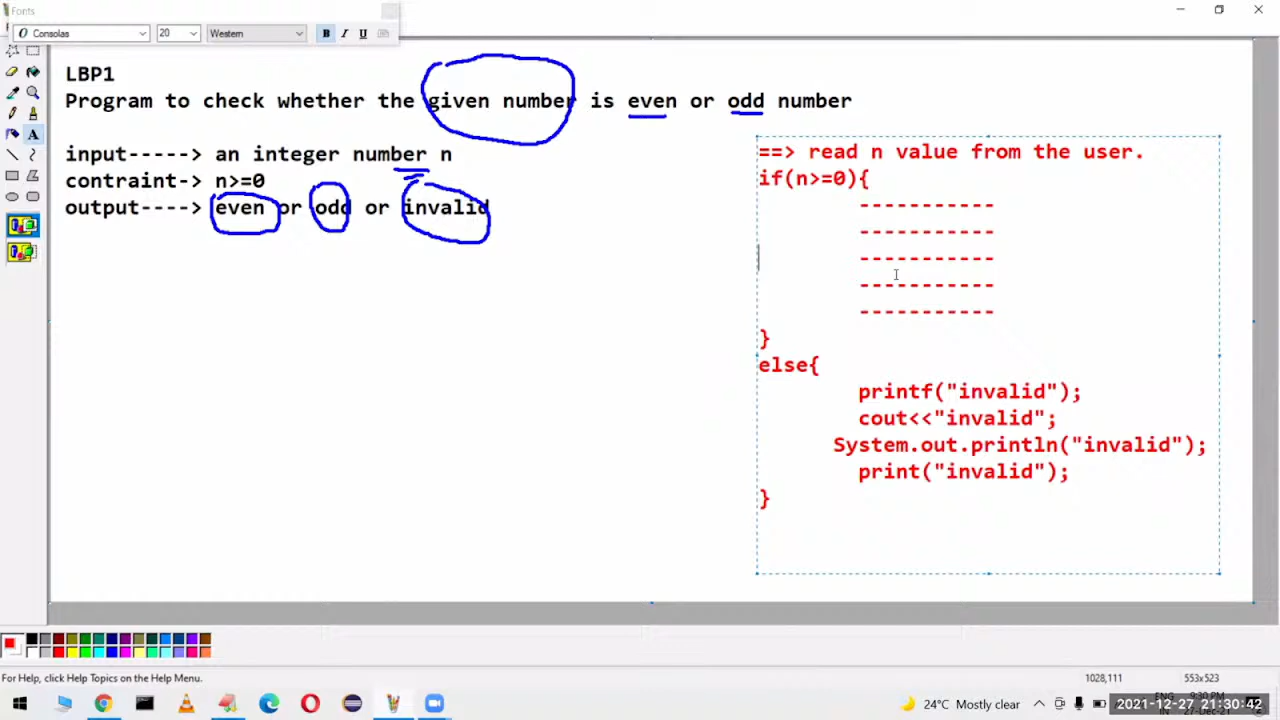 Fonts
Consolas 20 Western B I U
LBP1
Program to check whether the given number is even or odd number
input-----> an integer number n
contraint-> n>=0
output----> even or odd or invalid
==> read n value from the user.
if(n>=0){
-----------
-----------
-----------
-----------
-----------
}
else{
printf("invalid");
cout<<"invalid";
System.out.println("invalid");
print("invalid");
}
For Help, click Help Topics on the Help Menu.
1028,111
553x523
24°C Mostly clear
2021-12-27 21:30:42